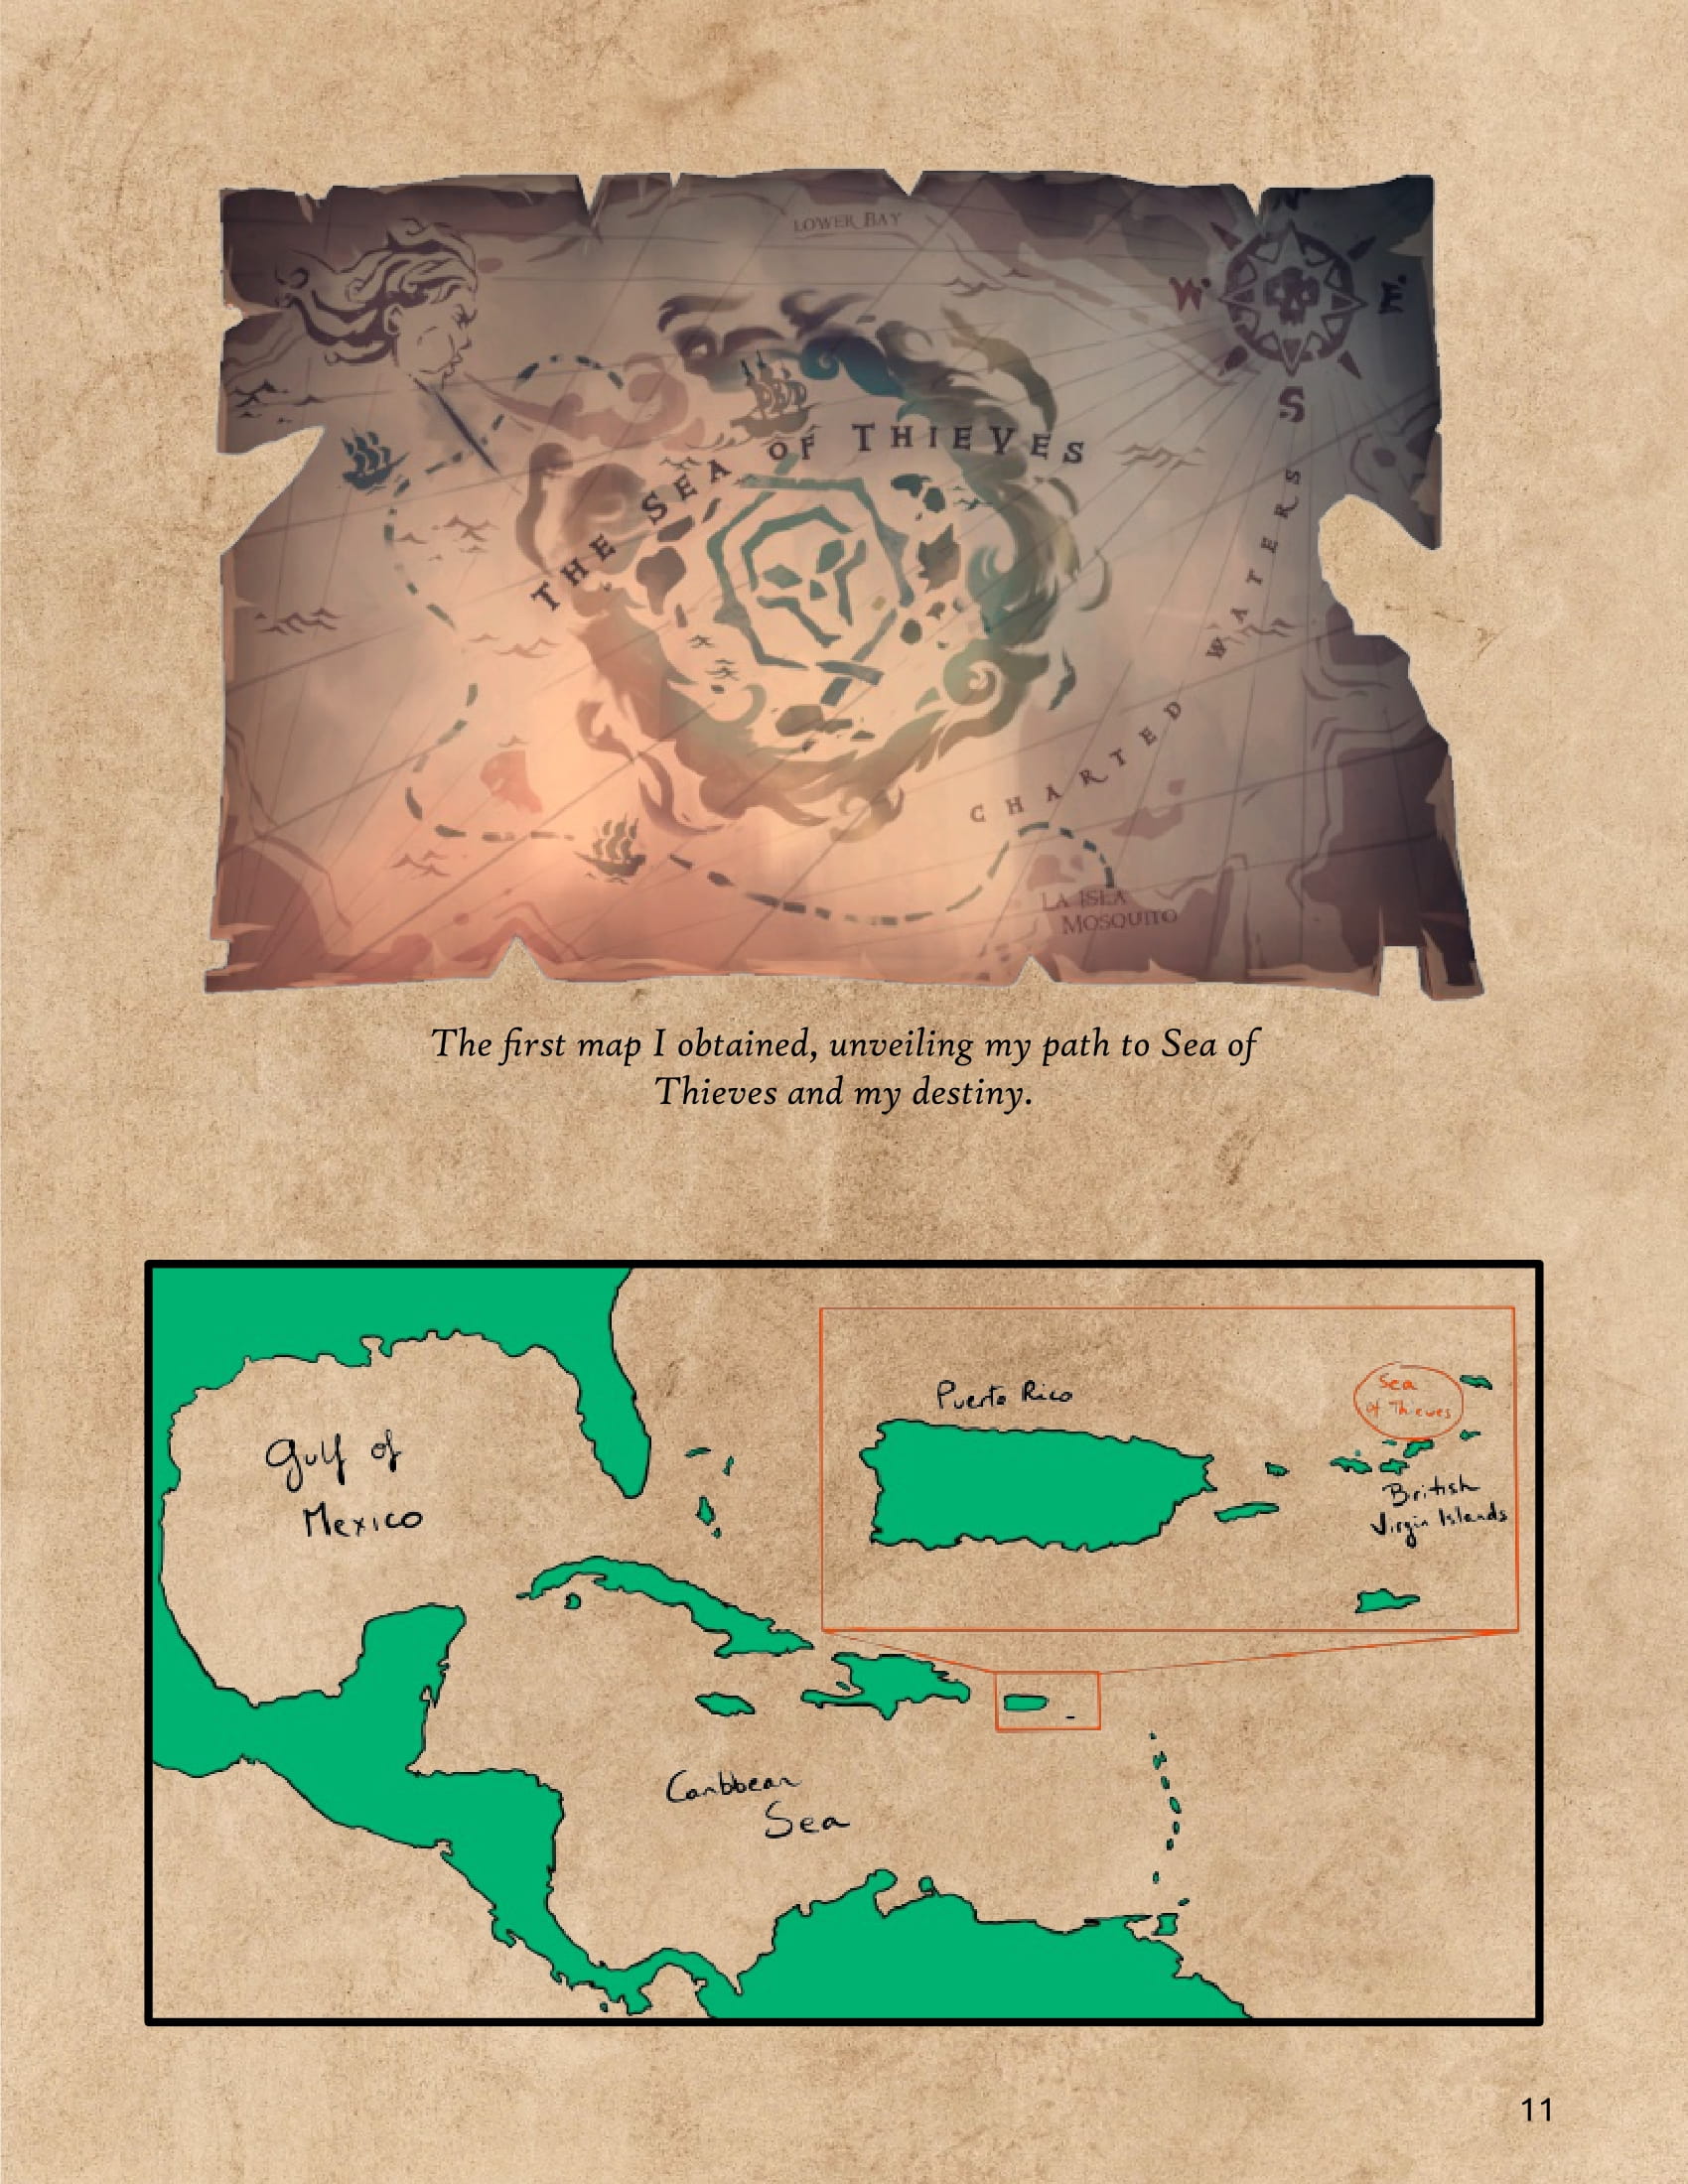 LOWER BAY
N
W E
S
THE SEA OF THIEVES
CHARTED WATERS
LA ISLA
MOSQUITO
The first map I obtained, unveiling my path to Sea of
Thieves and my destiny.
Puerto Rico
Sea
of Thieves
Gulf of
Mexico
British
Virgin Islands
Caribbean
Sea
11